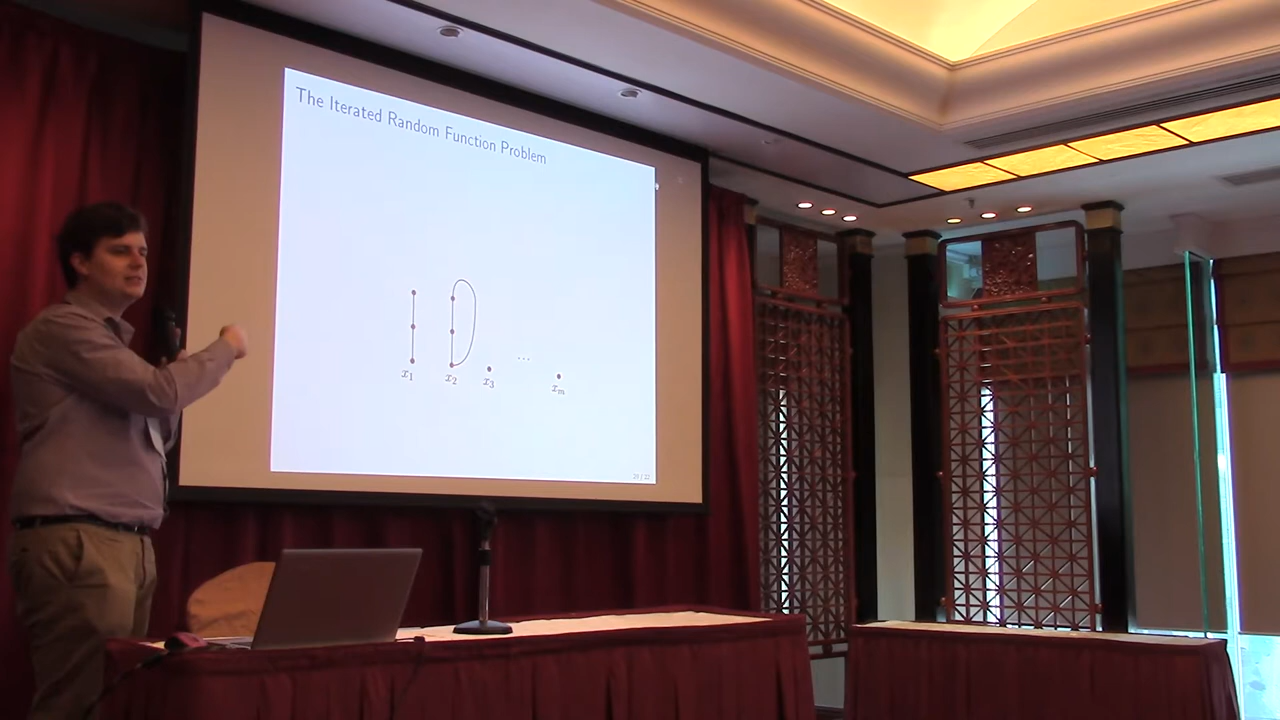 The Iterated Random Function Problem
...
x₁ x₂ x₃ xₘ